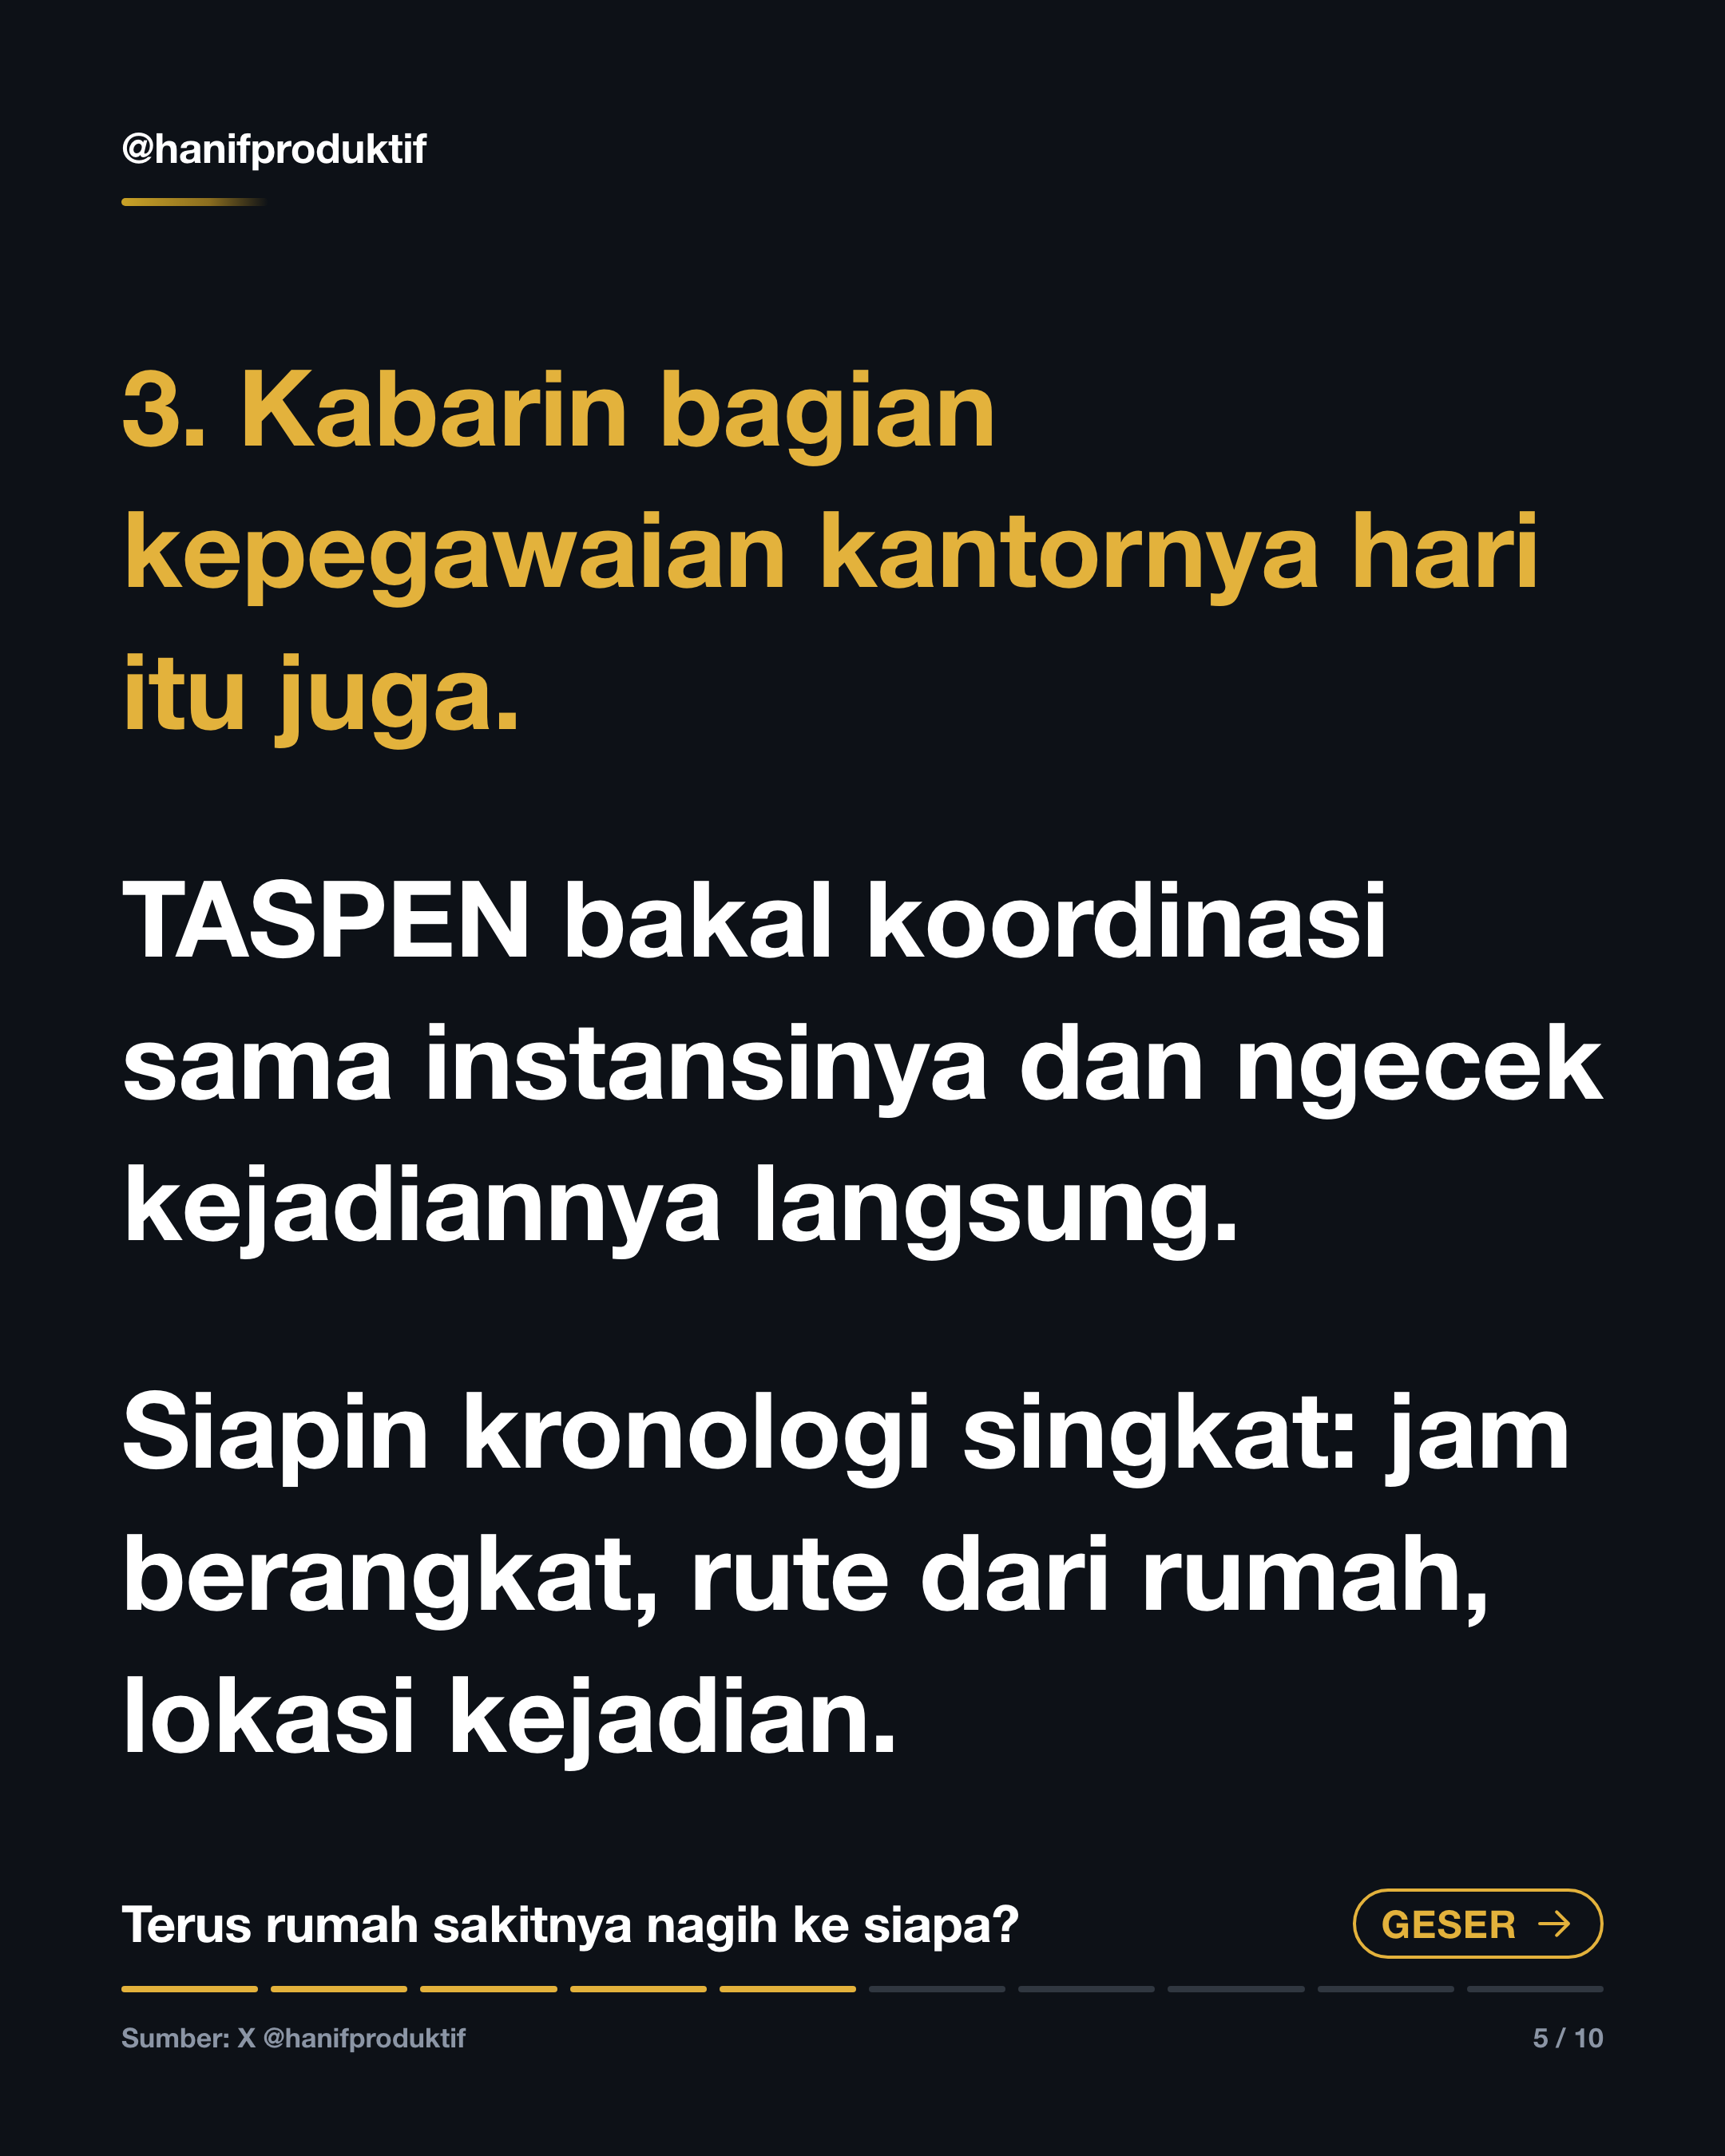 @hanifproduktif
3. Kabarin bagian
kepegawaian kantornya hari
itu juga.
TASPEN bakal koordinasi
sama instansinya dan ngecek
kejadiannya langsung.
Siapin kronologi singkat: jam
berangkat, rute dari rumah,
lokasi kejadian.
Terus rumah sakitnya nagih ke siapa?
GESER →
Sumber: X @hanifproduktif
5 / 10